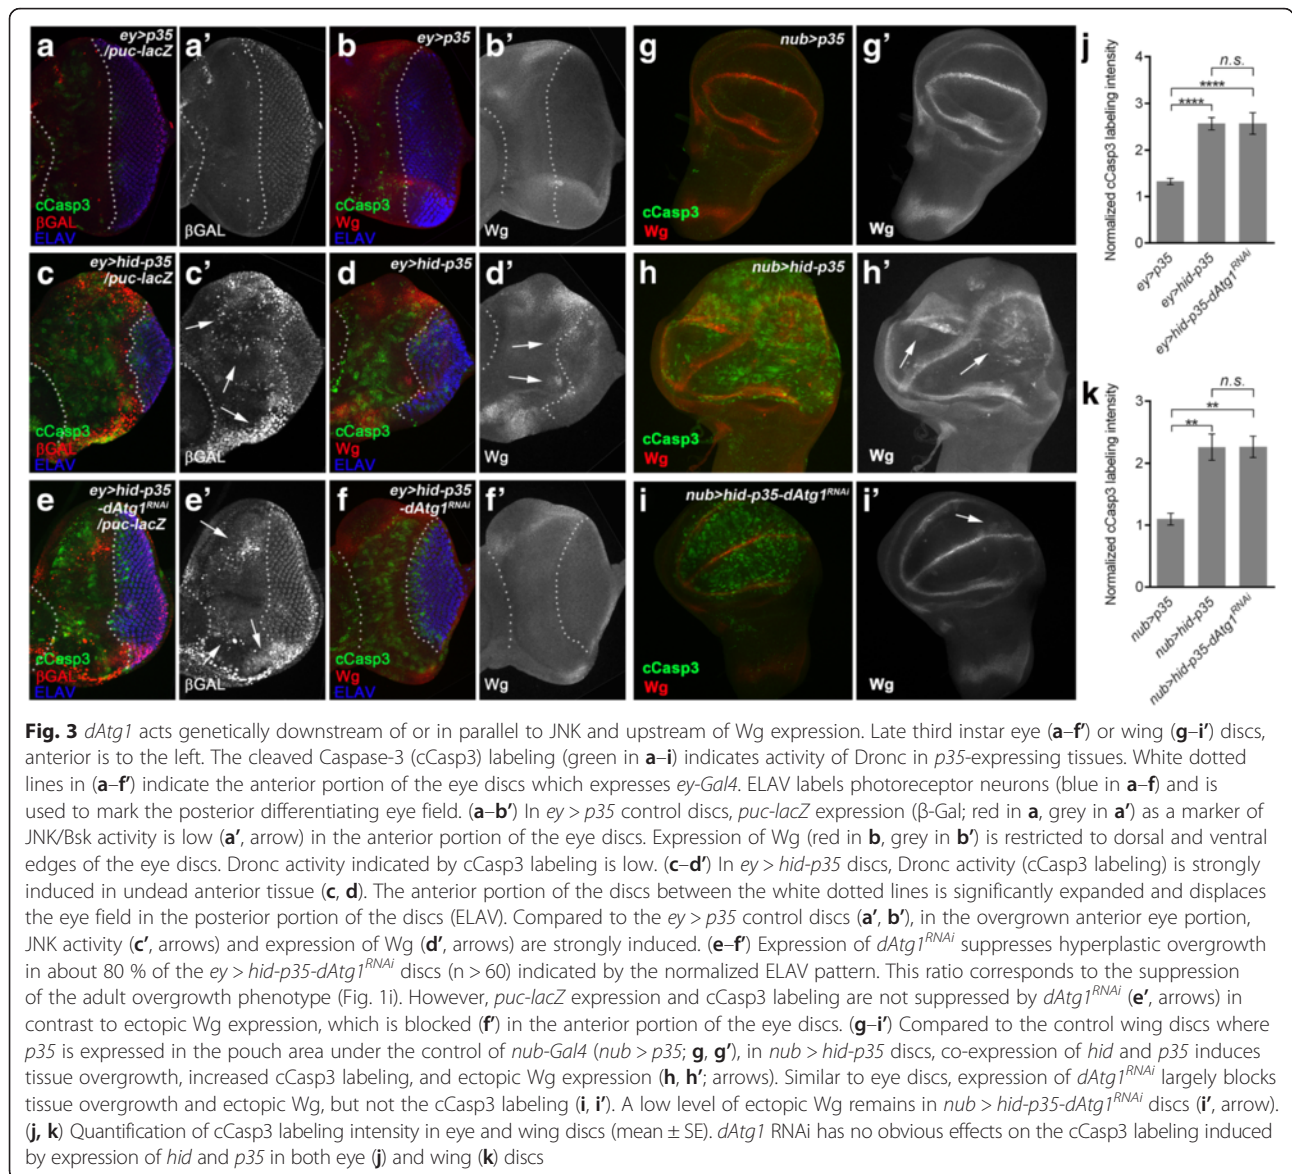 a
ey>p35
/puc-lacZ
cCasp3
βGAL
ELAV
a’
βGAL
b
ey>p35
cCasp3
Wg
ELAV
b’
Wg
g
nub>p35
cCasp3
Wg
g’
Wg
c
ey>hid-p35
/puc-lacZ
cCasp3
βGAL
ELAV
c’
βGAL
d
ey>hid-p35
cCasp3
Wg
ELAV
d’
Wg
h
nub>hid-p35
cCasp3
Wg
h’
Wg
e
ey>hid-p35
-dAtg1RNAi
/puc-lacZ
cCasp3
βGAL
ELAV
e’
βGAL
f
ey>hid-p35
-dAtg1RNAi
cCasp3
Wg
ELAV
f’
Wg
i
nub>hid-p35-dAtg1RNAi
cCasp3
Wg
i’
Wg
j
Normalized cCasp3 labeling intensity
4
3
2
1
0
n.s.
****
****
ey>p35
ey>hid-p35
ey>hid-p35-dAtg1RNAi
k
Normalized cCasp3 labeling intensity
3
2
1
0
n.s.
**
**
nub>p35
nub>hid-p35
nub>hid-p35-dAtg1RNAi
Fig. 3 dAtg1 acts genetically downstream of or in parallel to JNK and upstream of Wg expression. Late third instar eye (a–f’) or wing (g–i’) discs,
anterior is to the left. The cleaved Caspase-3 (cCasp3) labeling (green in a–i) indicates activity of Dronc in p35-expressing tissues. White dotted
lines in (a–f’) indicate the anterior portion of the eye discs which expresses ey-Gal4. ELAV labels photoreceptor neurons (blue in a–f) and is
used to mark the posterior differentiating eye field. (a–b’) In ey > p35 control discs, puc-lacZ expression (β-Gal; red in a, grey in a’) as a marker of
JNK/Bsk activity is low (a’, arrow) in the anterior portion of the eye discs. Expression of Wg (red in b, grey in b’) is restricted to dorsal and ventral
edges of the eye discs. Dronc activity indicated by cCasp3 labeling is low. (c–d’) In ey > hid-p35 discs, Dronc activity (cCasp3 labeling) is strongly
induced in undead anterior tissue (c, d). The anterior portion of the discs between the white dotted lines is significantly expanded and displaces
the eye field in the posterior portion of the discs (ELAV). Compared to the ey > p35 control discs (a’, b’), in the overgrown anterior eye portion,
JNK activity (c’, arrows) and expression of Wg (d’, arrows) are strongly induced. (e–f’) Expression of dAtg1RNAi suppresses hyperplastic overgrowth
in about 80 % of the ey > hid-p35-dAtg1RNAi discs (n > 60) indicated by the normalized ELAV pattern. This ratio corresponds to the suppression
of the adult overgrowth phenotype (Fig. 1i). However, puc-lacZ expression and cCasp3 labeling are not suppressed by dAtg1RNAi (e’, arrows) in
contrast to ectopic Wg expression, which is blocked (f’) in the anterior portion of the eye discs. (g–i’) Compared to the control wing discs where
p35 is expressed in the pouch area under the control of nub-Gal4 (nub > p35; g, g’), in nub > hid-p35 discs, co-expression of hid and p35 induces
tissue overgrowth, increased cCasp3 labeling, and ectopic Wg expression (h, h’; arrows). Similar to eye discs, expression of dAtg1RNAi largely blocks
tissue overgrowth and ectopic Wg, but not the cCasp3 labeling (i, i’). A low level of ectopic Wg remains in nub > hid-p35-dAtg1RNAi discs (i’, arrow).
(j, k) Quantification of cCasp3 labeling intensity in eye and wing discs (mean ± SE). dAtg1 RNAi has no obvious effects on the cCasp3 labeling induced
by expression of hid and p35 in both eye (j) and wing (k) discs